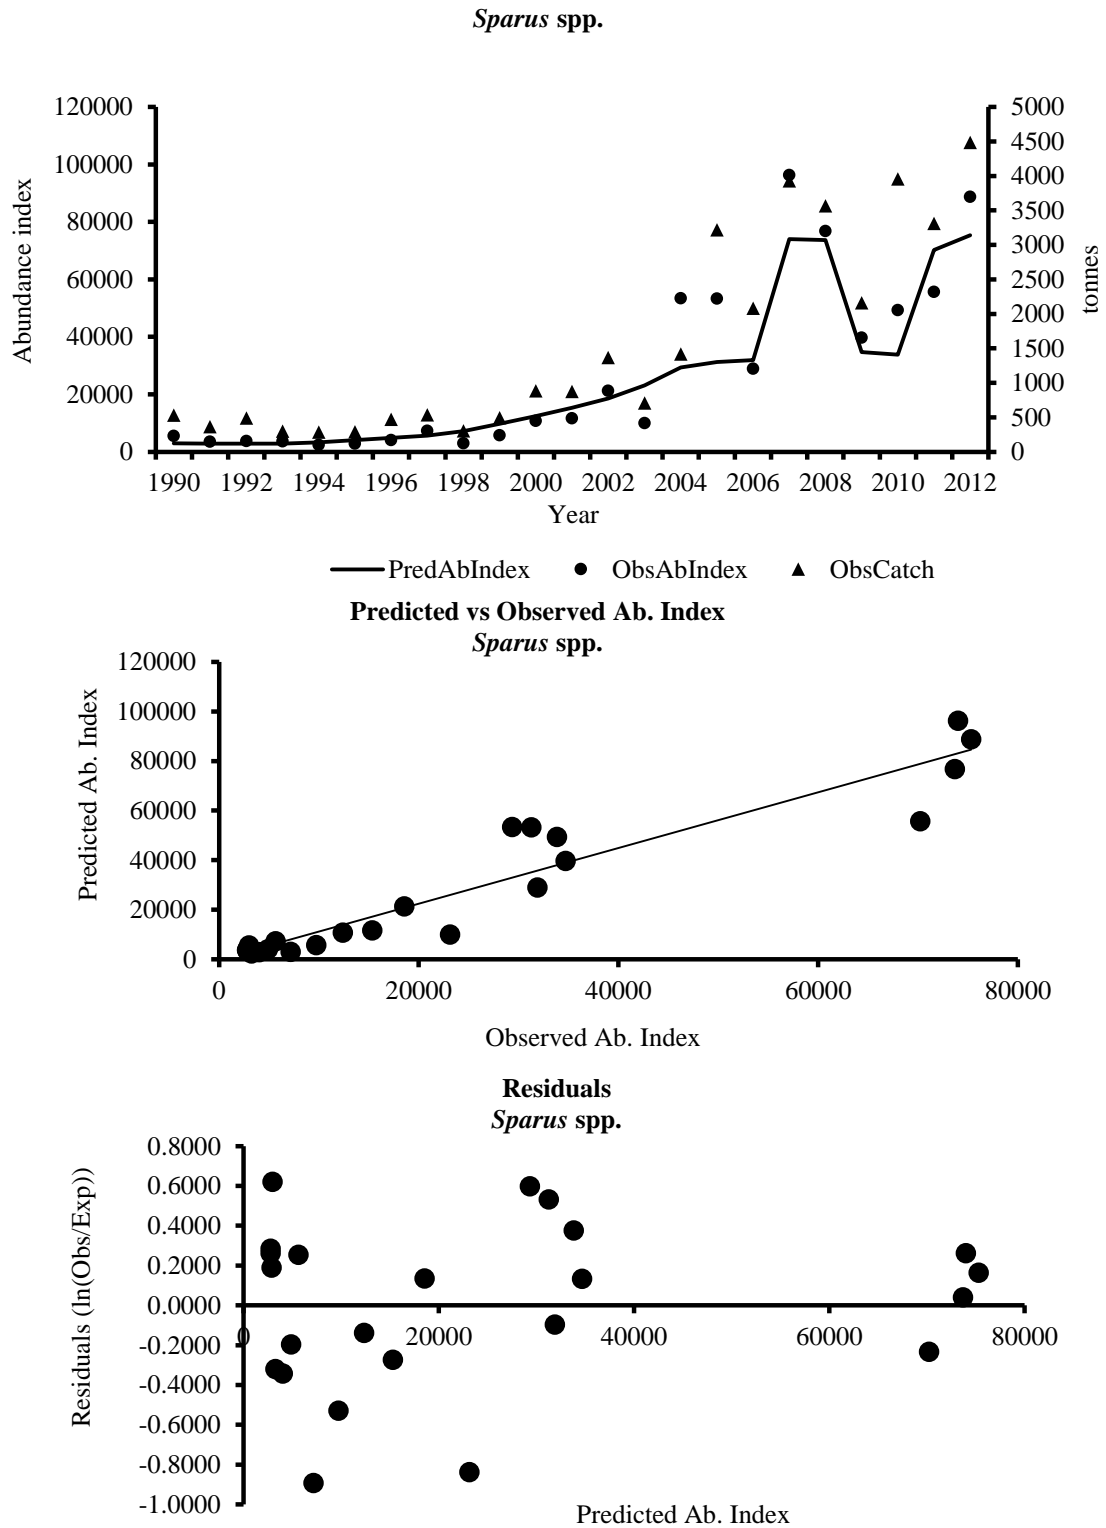 Sparus spp.
120000
100000
80000
60000
40000
20000
0
Abundance index
5000
4500
4000
3500
3000
2500
2000
1500
1000
500
0
tonnes
1990 1992 1994 1996 1998 2000 2002 2004 2006 2008 2010 2012
Year
PredAbIndex ObsAbIndex ObsCatch
Predicted vs Observed Ab. Index
Sparus spp.
120000
100000
80000
60000
40000
20000
0
Predicted Ab. Index
0 20000 40000 60000 80000
Observed Ab. Index
Residuals
Sparus spp.
0.8000
0.6000
0.4000
0.2000
0.0000
-0.2000
-0.4000
-0.6000
-0.8000
-1.0000
Residuals (ln(Obs/Exp))
0 20000 40000 60000 80000
Predicted Ab. Index